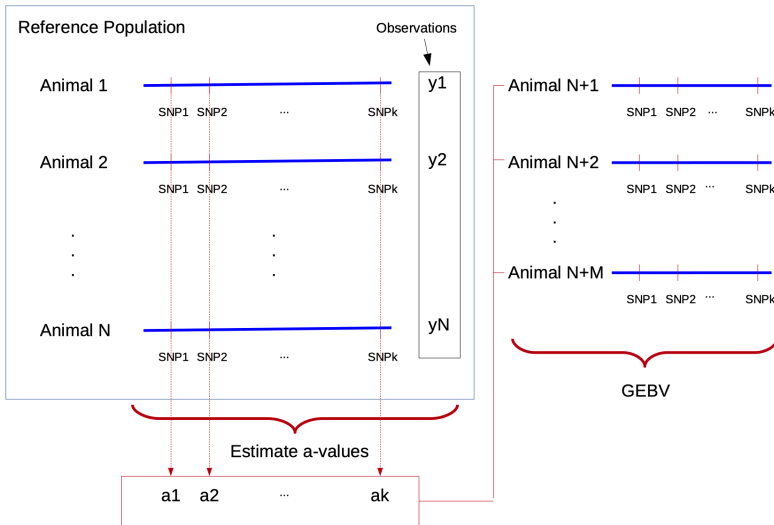 Reference Population
Observations
Animal 1
y1
SNP1 SNP2 ... SNPk
Animal 2
y2
SNP1 SNP2 ... SNPk
. . .
. . .
Animal N
yN
SNP1 SNP2 ... SNPk
Estimate a-values
a1 a2 ... ak
Animal N+1
SNP1 SNP2 ... SNPk
Animal N+2
SNP1 SNP2 ... SNPk
. . .
Animal N+M
SNP1 SNP2 ... SNPk
GEBV